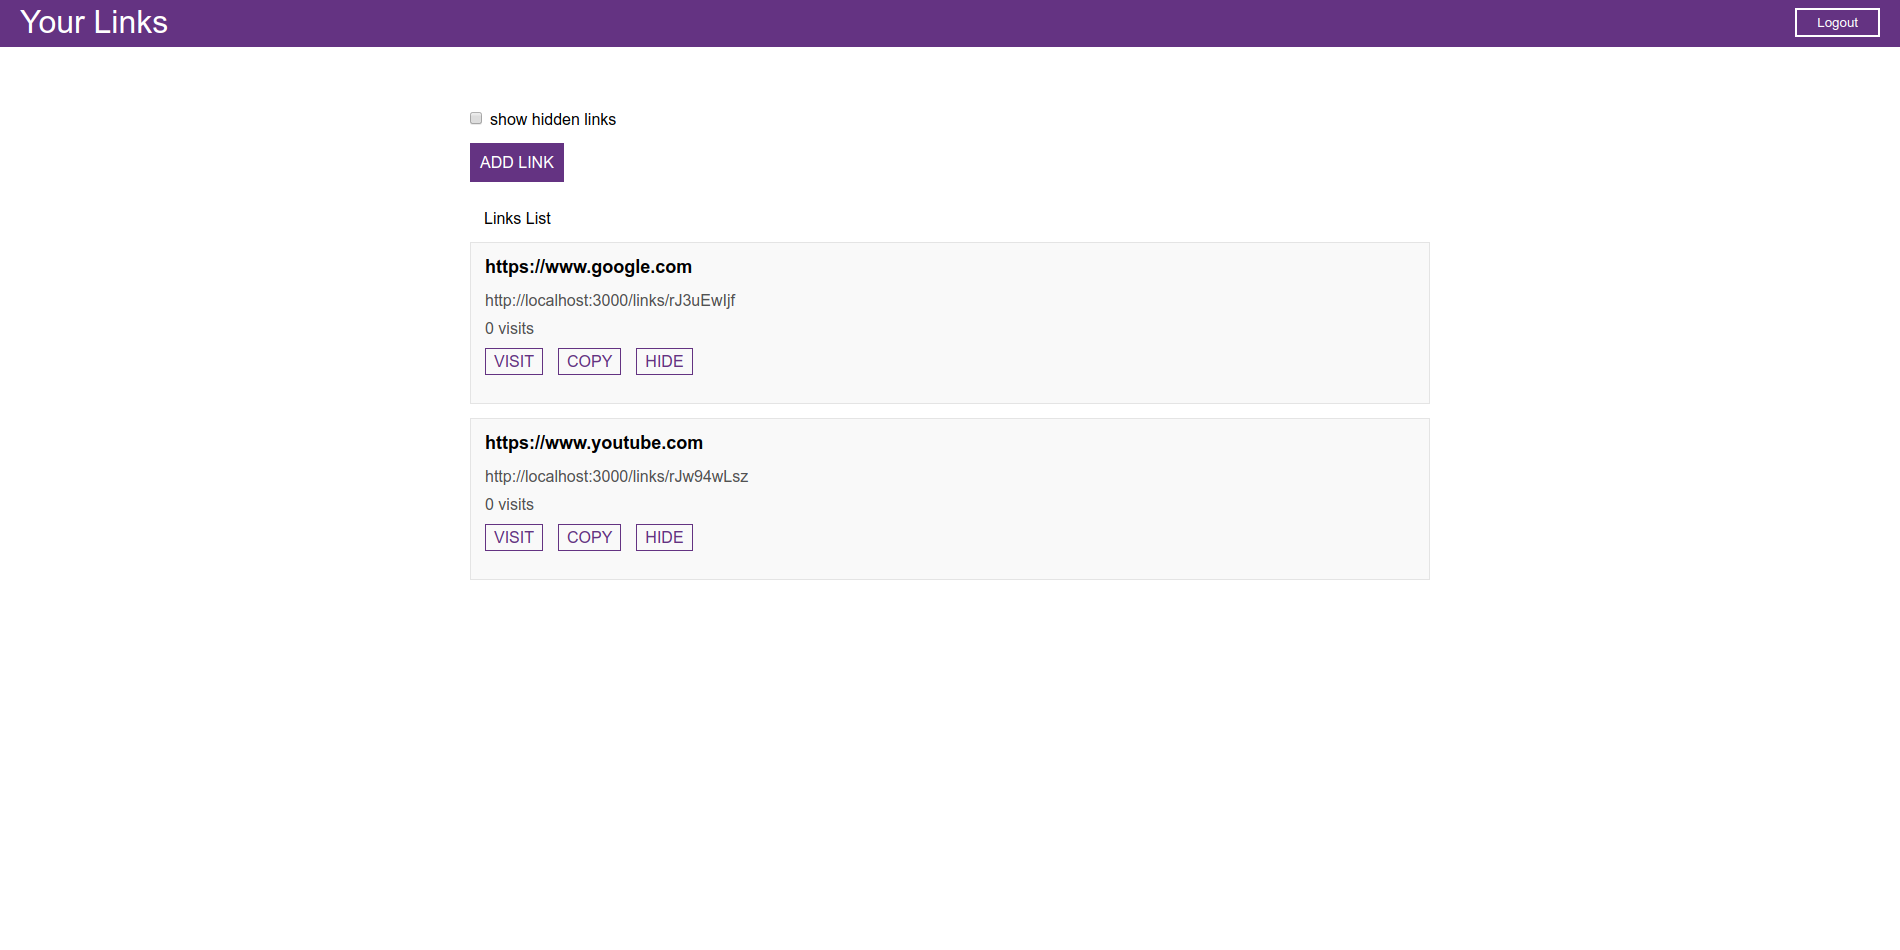 Your Links
Logout
show hidden links
ADD LINK
Links List
https://www.google.com
http://localhost:3000/links/rJ3uEwIjf
0 visits
VISIT COPY HIDE
https://www.youtube.com
http://localhost:3000/links/rJw94wLsz
0 visits
VISIT COPY HIDE